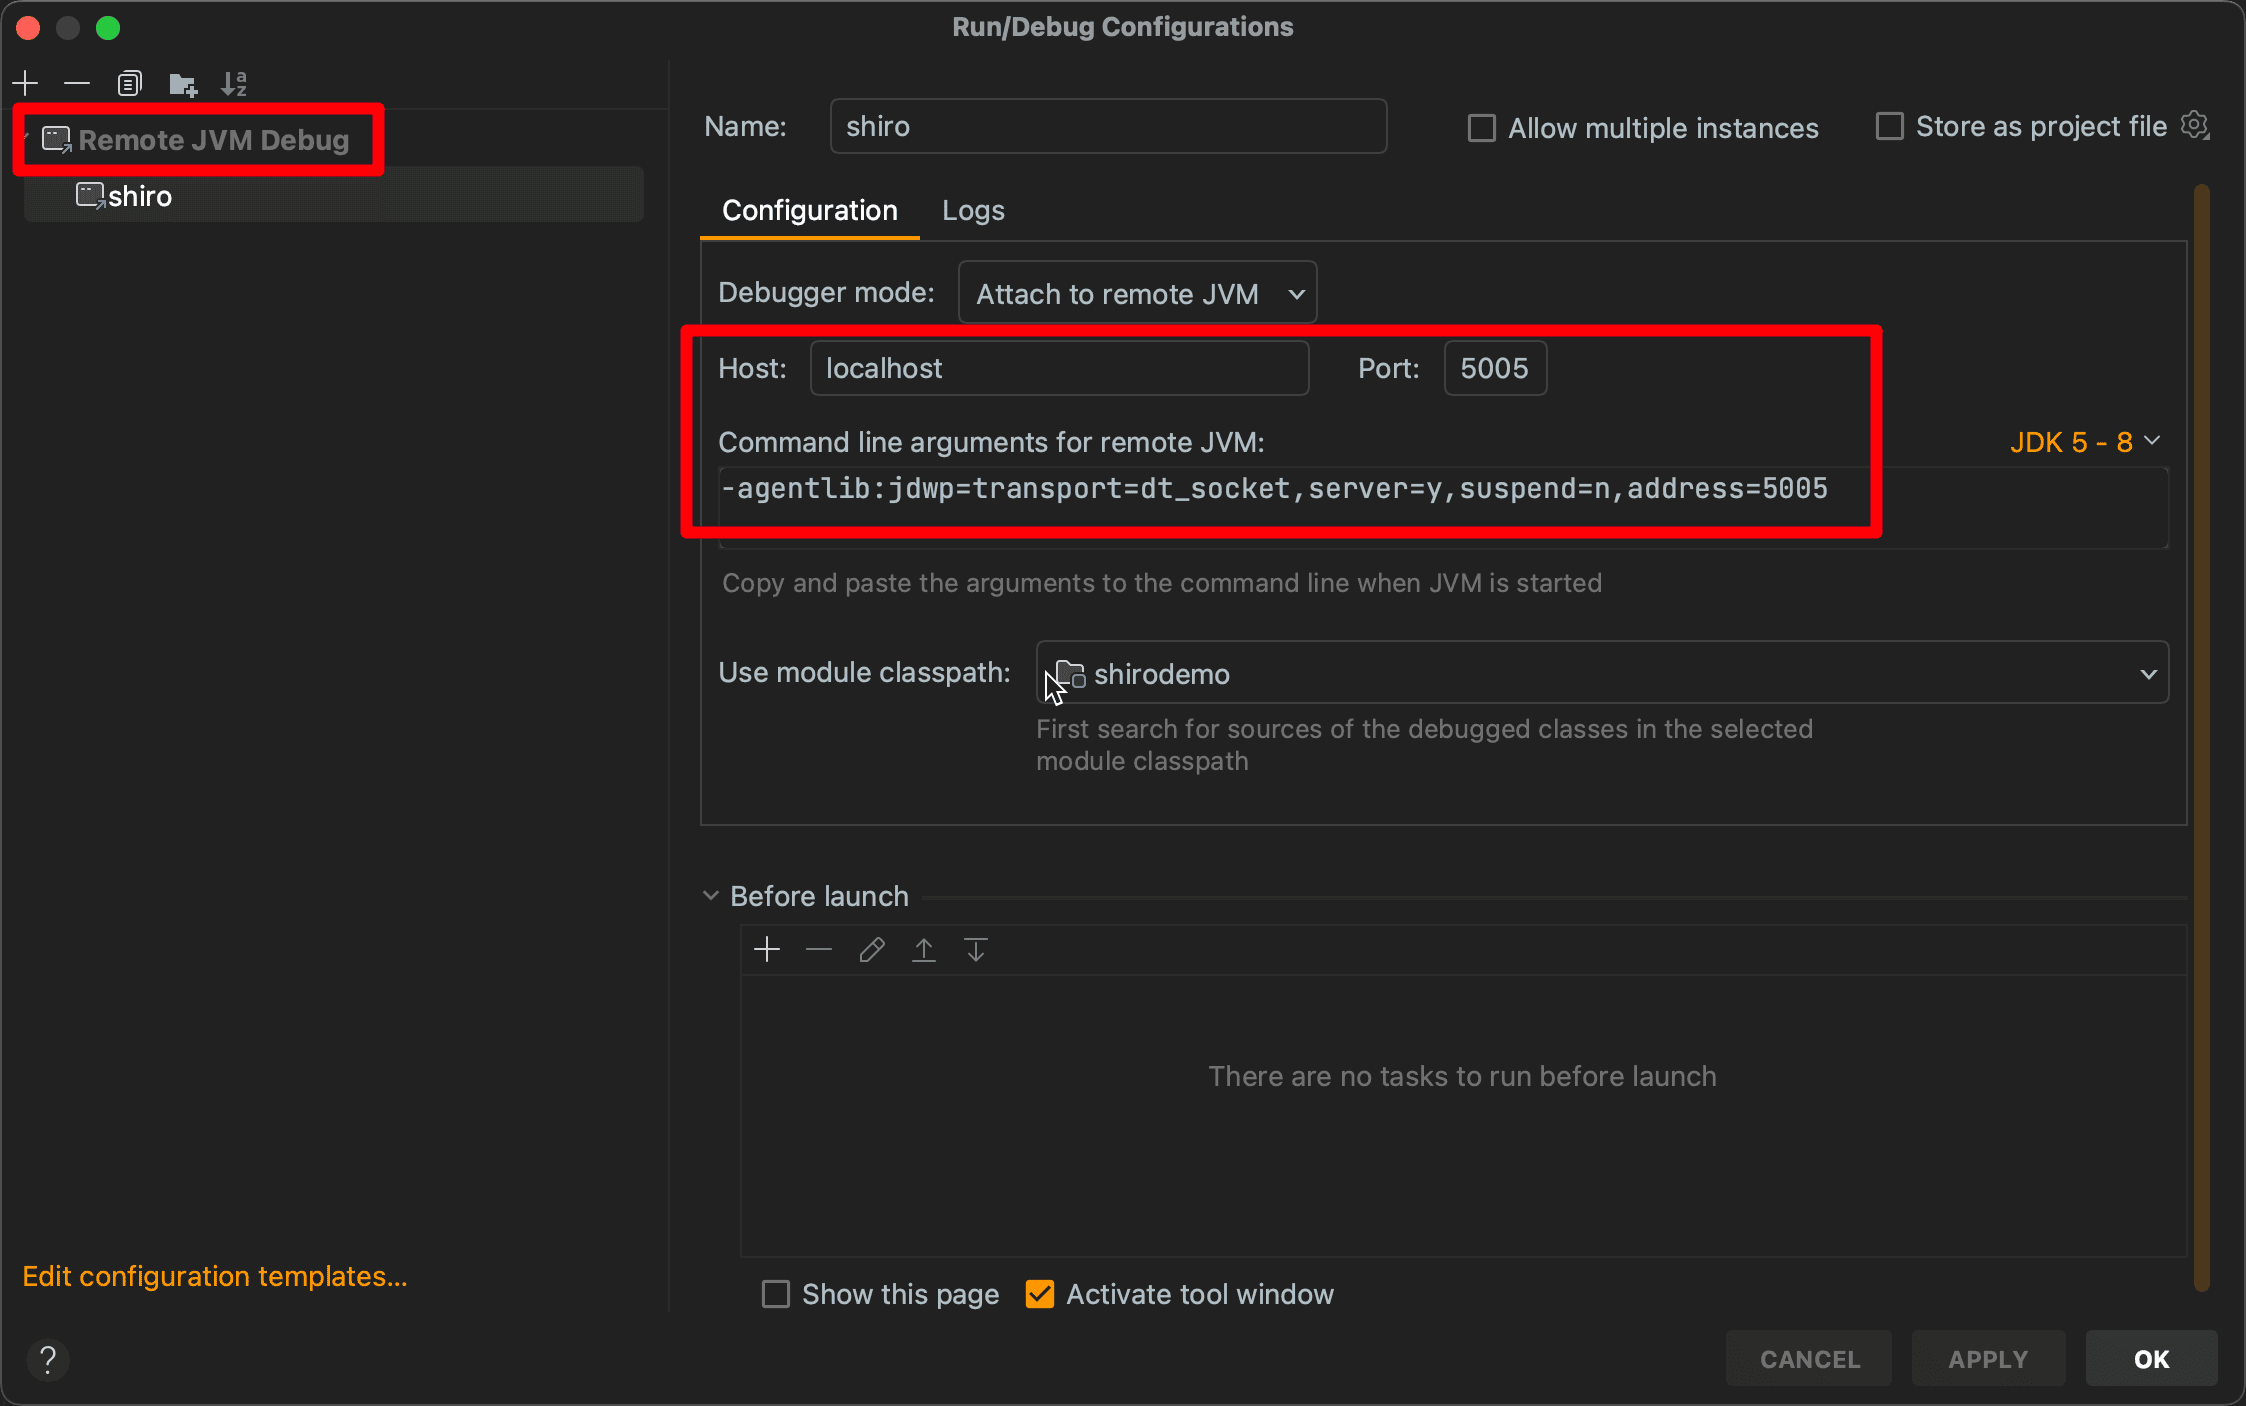 Run/Debug Configurations
Remote JVM Debug
shiro
Name: shiro
Allow multiple instances
Store as project file
Configuration Logs
Debugger mode: Attach to remote JVM
Host: localhost Port: 5005
Command line arguments for remote JVM: JDK 5 - 8
-agentlib:jdwp=transport=dt_socket,server=y,suspend=n,address=5005
Copy and paste the arguments to the command line when JVM is started
Use module classpath: shirodemo
First search for sources of the debugged classes in the selected
module classpath
Before launch
There are no tasks to run before launch
Edit configuration templates...
Show this page Activate tool window
? CANCEL APPLY OK